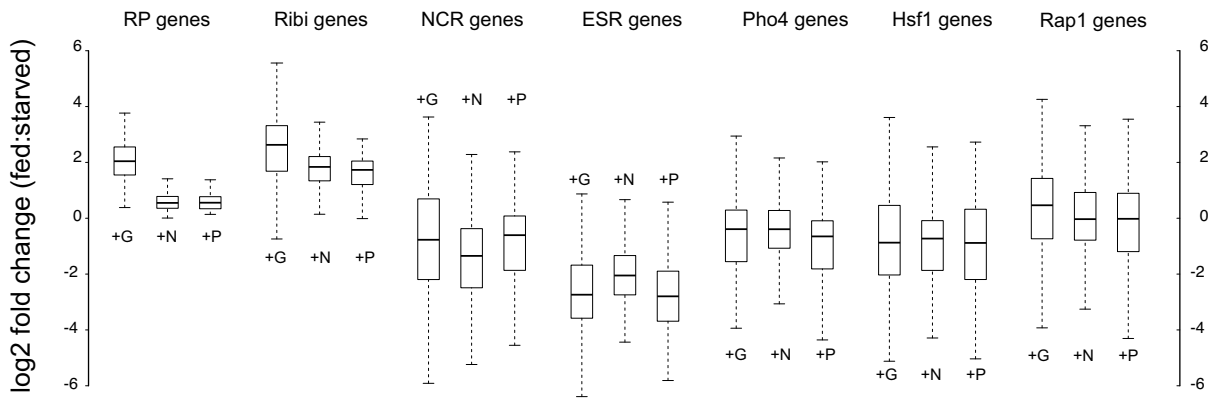 RP genes Ribi genes NCR genes ESR genes Pho4 genes Hsf1 genes Rap1 genes
log2 fold change (fed:starved)
6 6
4 4
2 2
0 0
-2 -2
-4 -4
-6 -6
+G +N +P
+G +N +P
+G +N +P
+G +N +P
+G +N +P
+G +N +P
+G +N +P